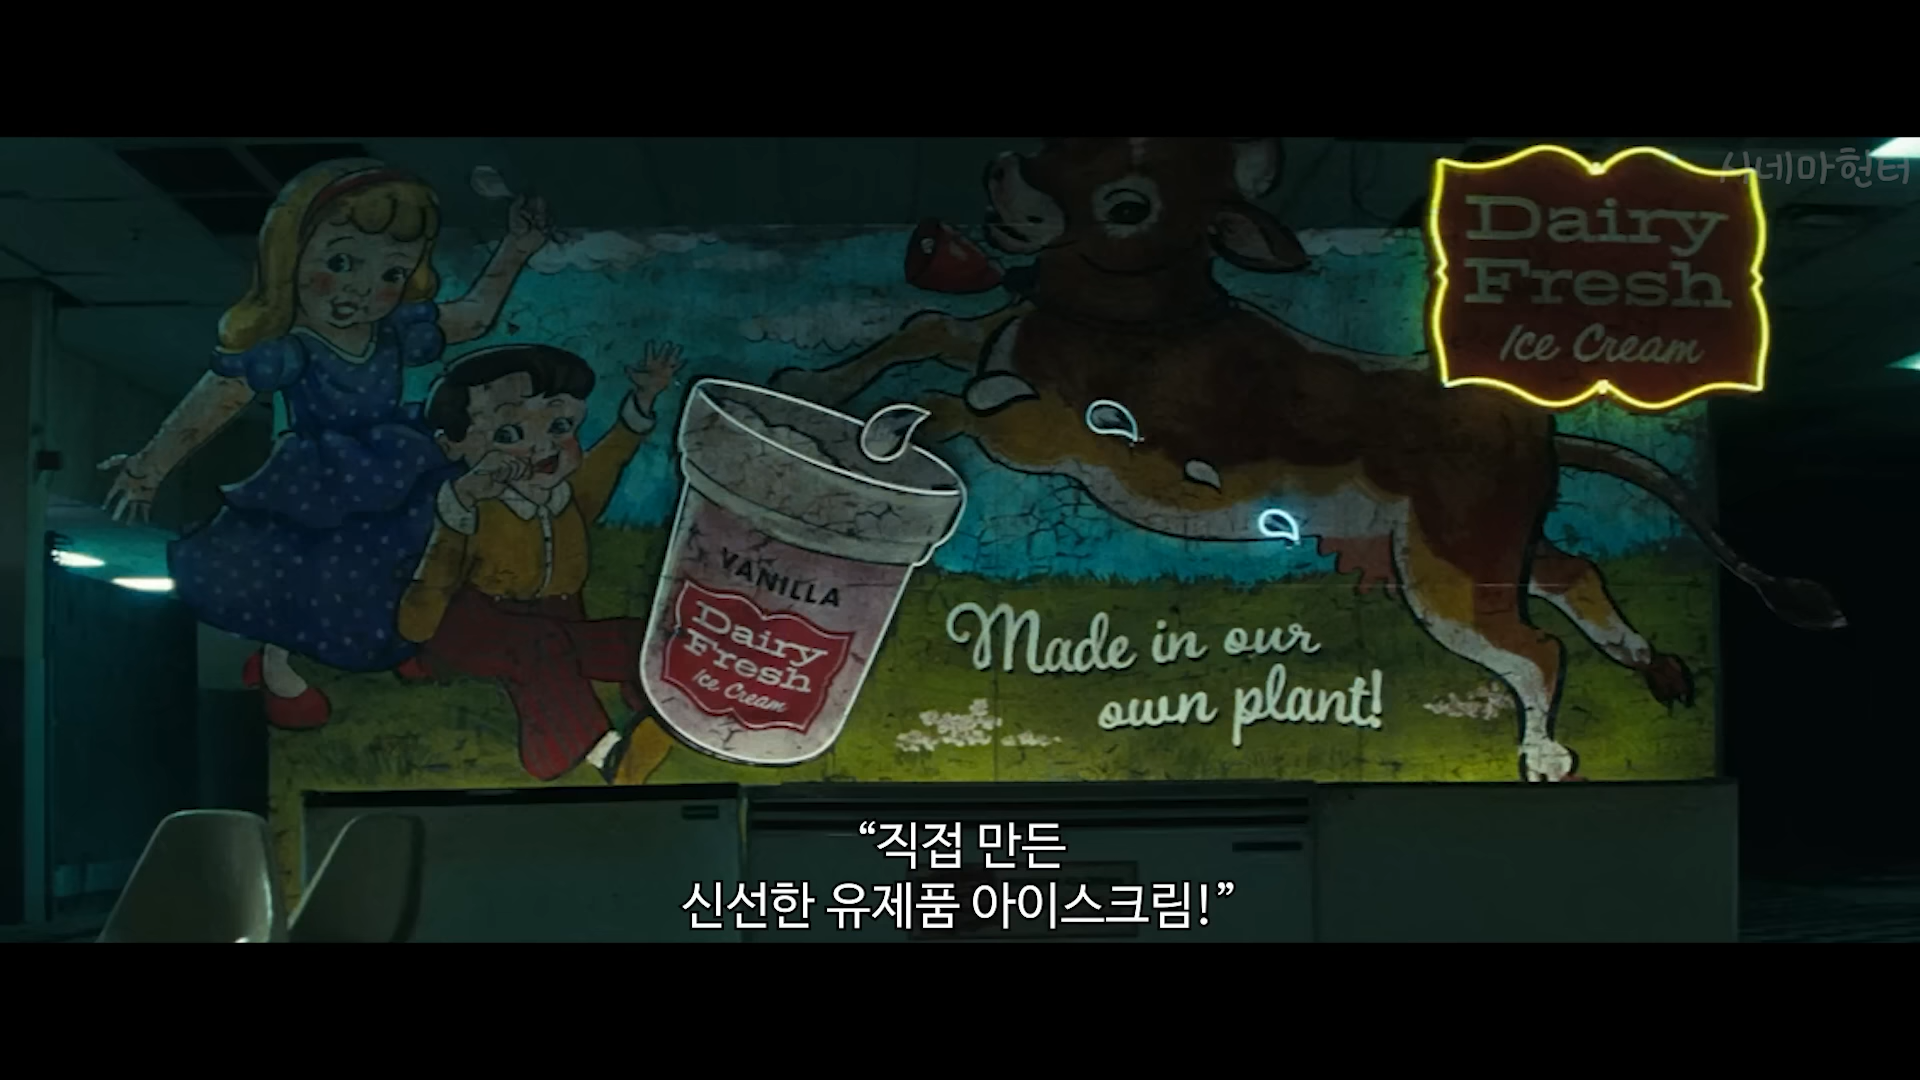 시네마헌터
Dairy
Fresh
Ice Cream
VANILLA
Dairy
Fresh
Ice Cream
Made in our
own plant!
“직접 만든
신선한 유제품 아이스크림!”